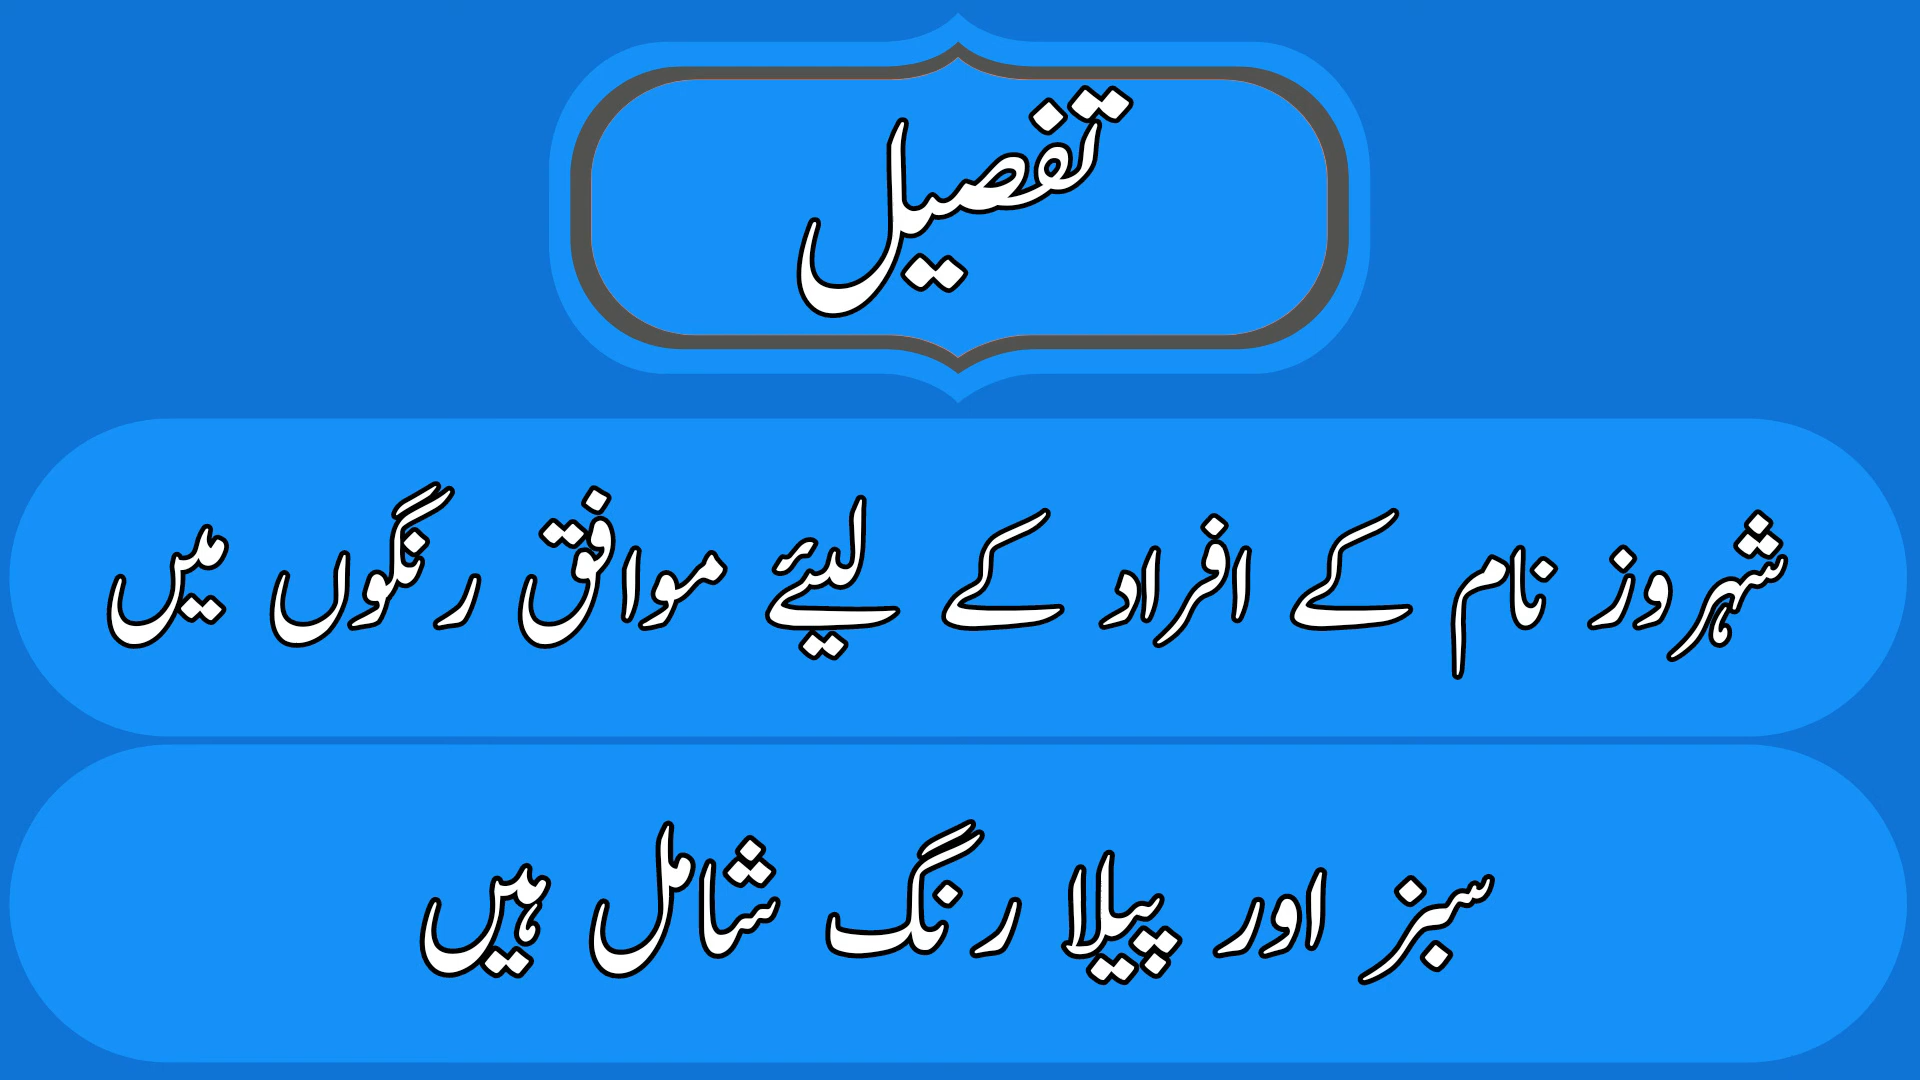 تفصیل
شہروز نام کے افراد کے لیئے موافق رنگوں میں
سبز اور پیلا رنگ شامل ہیں